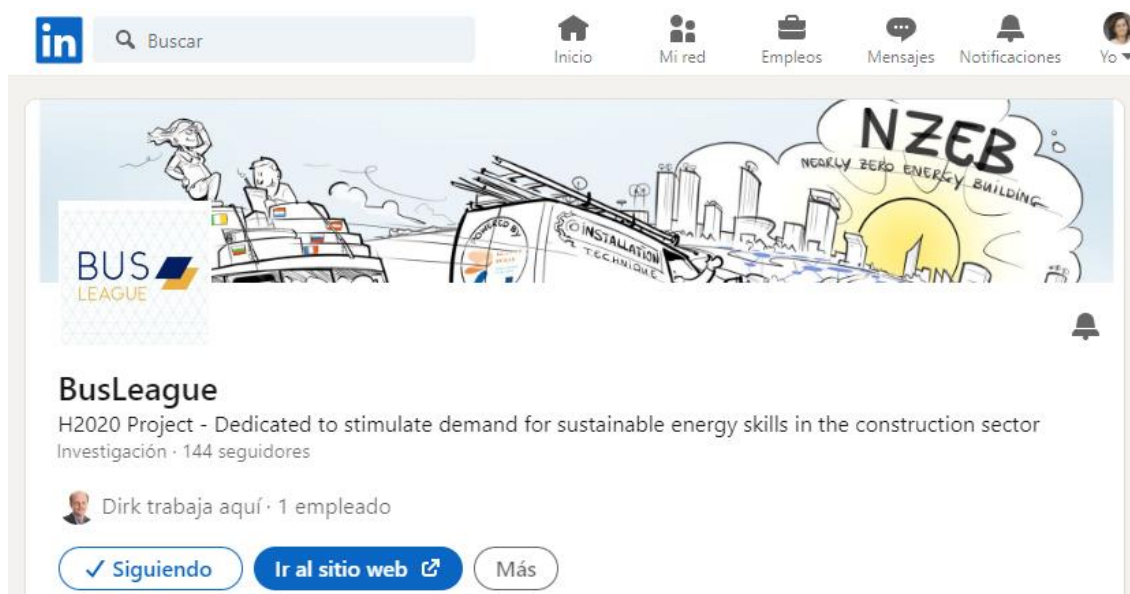 in
Buscar
Inicio
Mi red
Empleos
Mensajes
Notificaciones
Yo
NZEB
NEARLY ZERO ENERGY BUILDING
POWERED BY
INSTALLATION
TECHNIQUE
BUS
LEAGUE
BusLeague
H2020 Project - Dedicated to stimulate demand for sustainable energy skills in the construction sector
Investigación · 144 seguidores
Dirk trabaja aquí · 1 empleado
Siguiendo
Ir al sitio web
Más